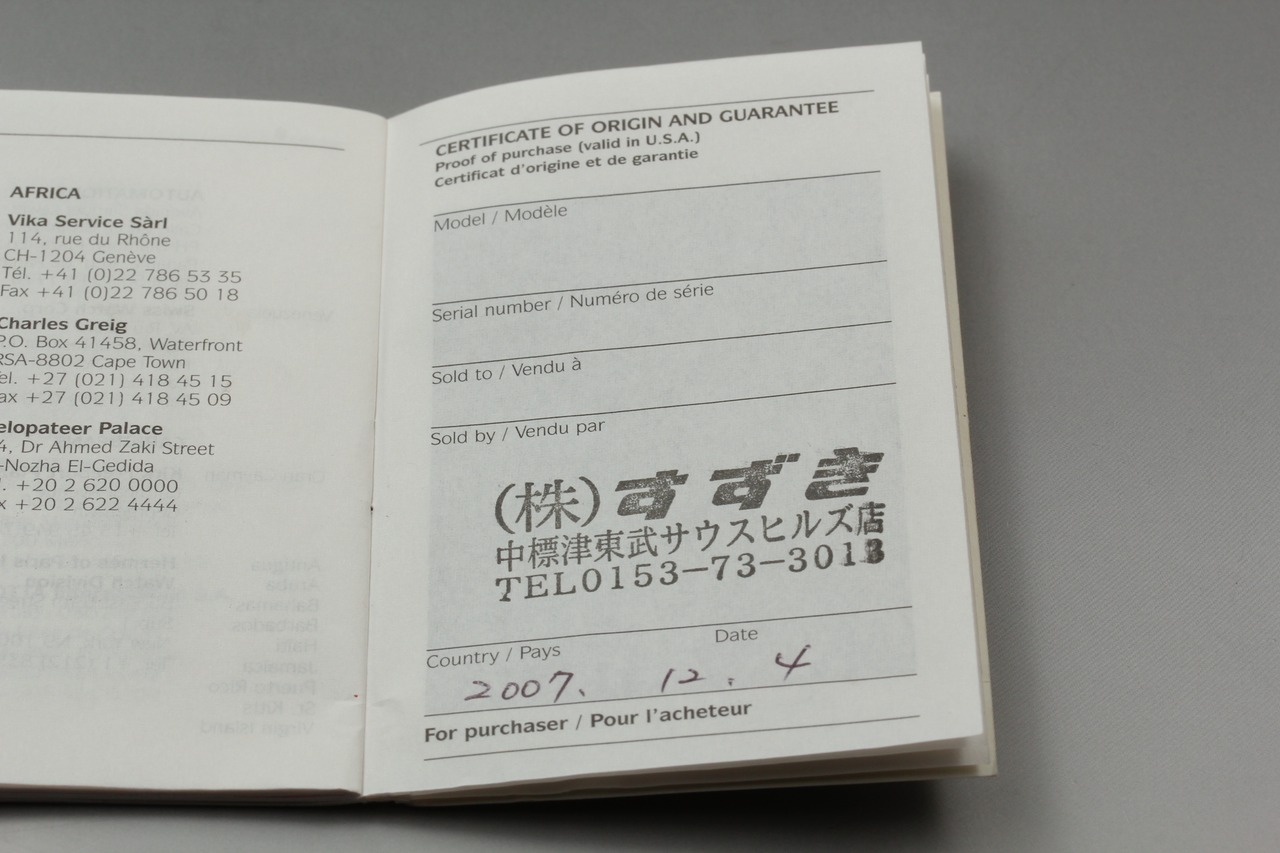 AFRICA
Vika Service Sàrl
114, rue du Rhône
CH-1204 Genève
Tél. +41 (0)22 786 53 35
Fax +41 (0)22 786 50 18
Charles Greig
P.O. Box 41458, Waterfront
RSA-8802 Cape Town
el. +27 (021) 418 45 15
ax +27 (021) 418 45 09
elopateer Palace
4, Dr Ahmed Zaki Street
-Nozha El-Gedida
. +20 2 620 0000
x +20 2 622 4444
CERTIFICATE OF ORIGIN AND GUARANTEE
Proof of purchase (valid in U.S.A.)
Certificat d'origine et de garantie
Model / Modèle
Serial number / Numéro de série
Sold to / Vendu à
Sold by / Vendu par
(株)すずき
中標津東武サウスヒルズ店
TEL0153-73-3013
Country / Pays Date
2007. 12. 4
For purchaser / Pour l'acheteur